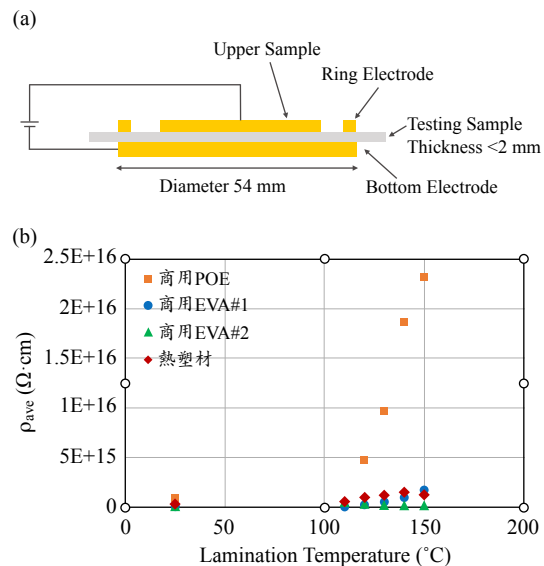 (a)
Upper Sample
Ring Electrode
Testing Sample
Thickness <2 mm
Diameter 54 mm
Bottom Electrode
(b)
2.5E+16
2E+16
1.5E+16
1E+16
5E+15
0
ρave (Ω·cm)
商用POE
商用EVA#1
商用EVA#2
熱塑材
0
50
100
150
200
Lamination Temperature (˚C)